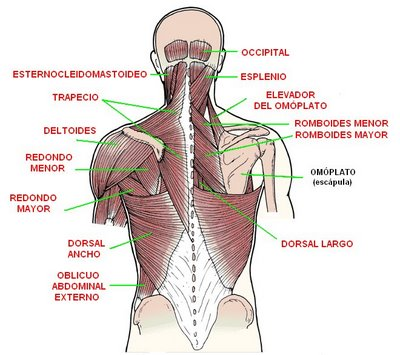 OCCIPITAL
ESTERNOCLEIDOMASTOIDEO
ESPLENIO
TRAPECIO
ELEVADOR
DEL OMÓPLATO
ROMBOIDES MENOR
ROMBOIDES MAYOR
DELTOIDES
REDONDO
MENOR
OMÓPLATO
(escápula)
REDONDO
MAYOR
DORSAL
ANCHO
DORSAL LARGO
OBLICUO
ABDOMINAL
EXTERNO